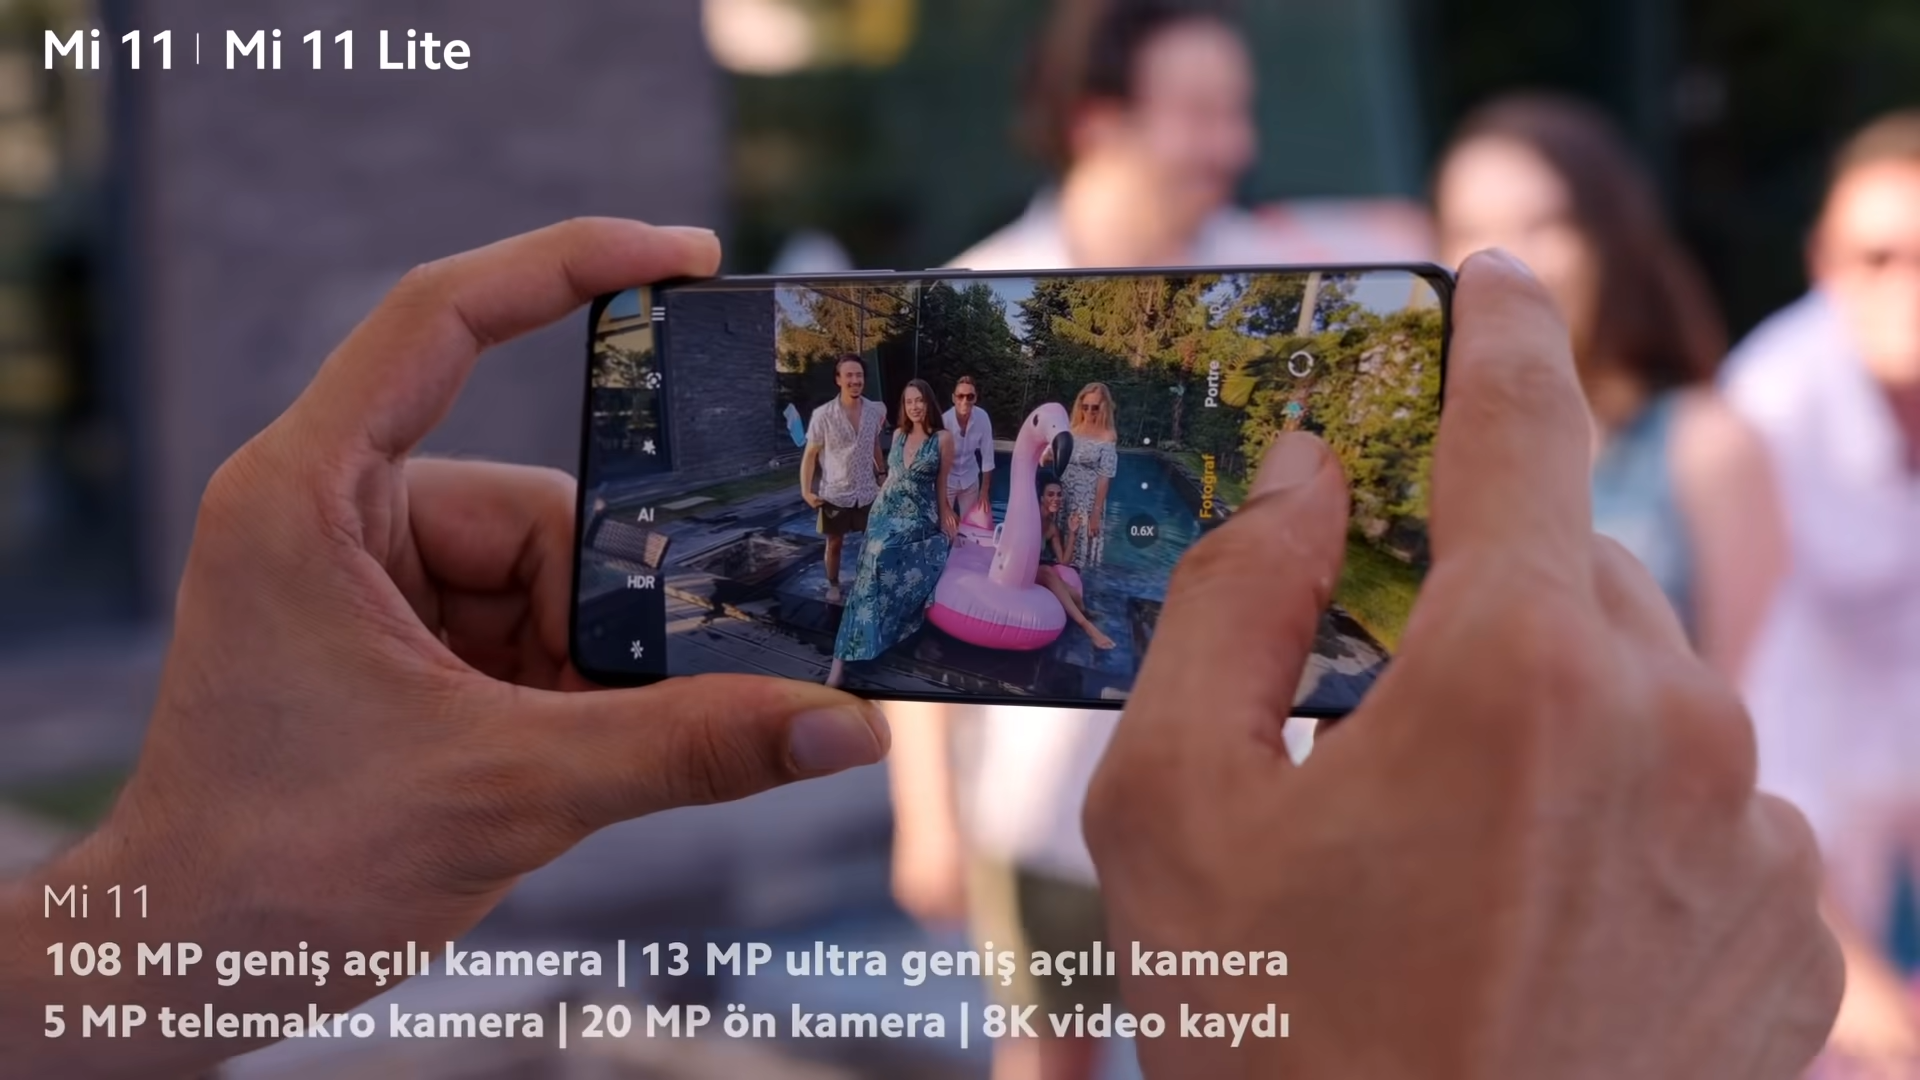 Mi 11 | Mi 11 Lite
Portre
Fotoğraf
AI
0.6X
HDR
Mi 11
108 MP geniş açılı kamera | 13 MP ultra geniş açılı kamera
5 MP telemakro kamera | 20 MP ön kamera | 8K video kaydı